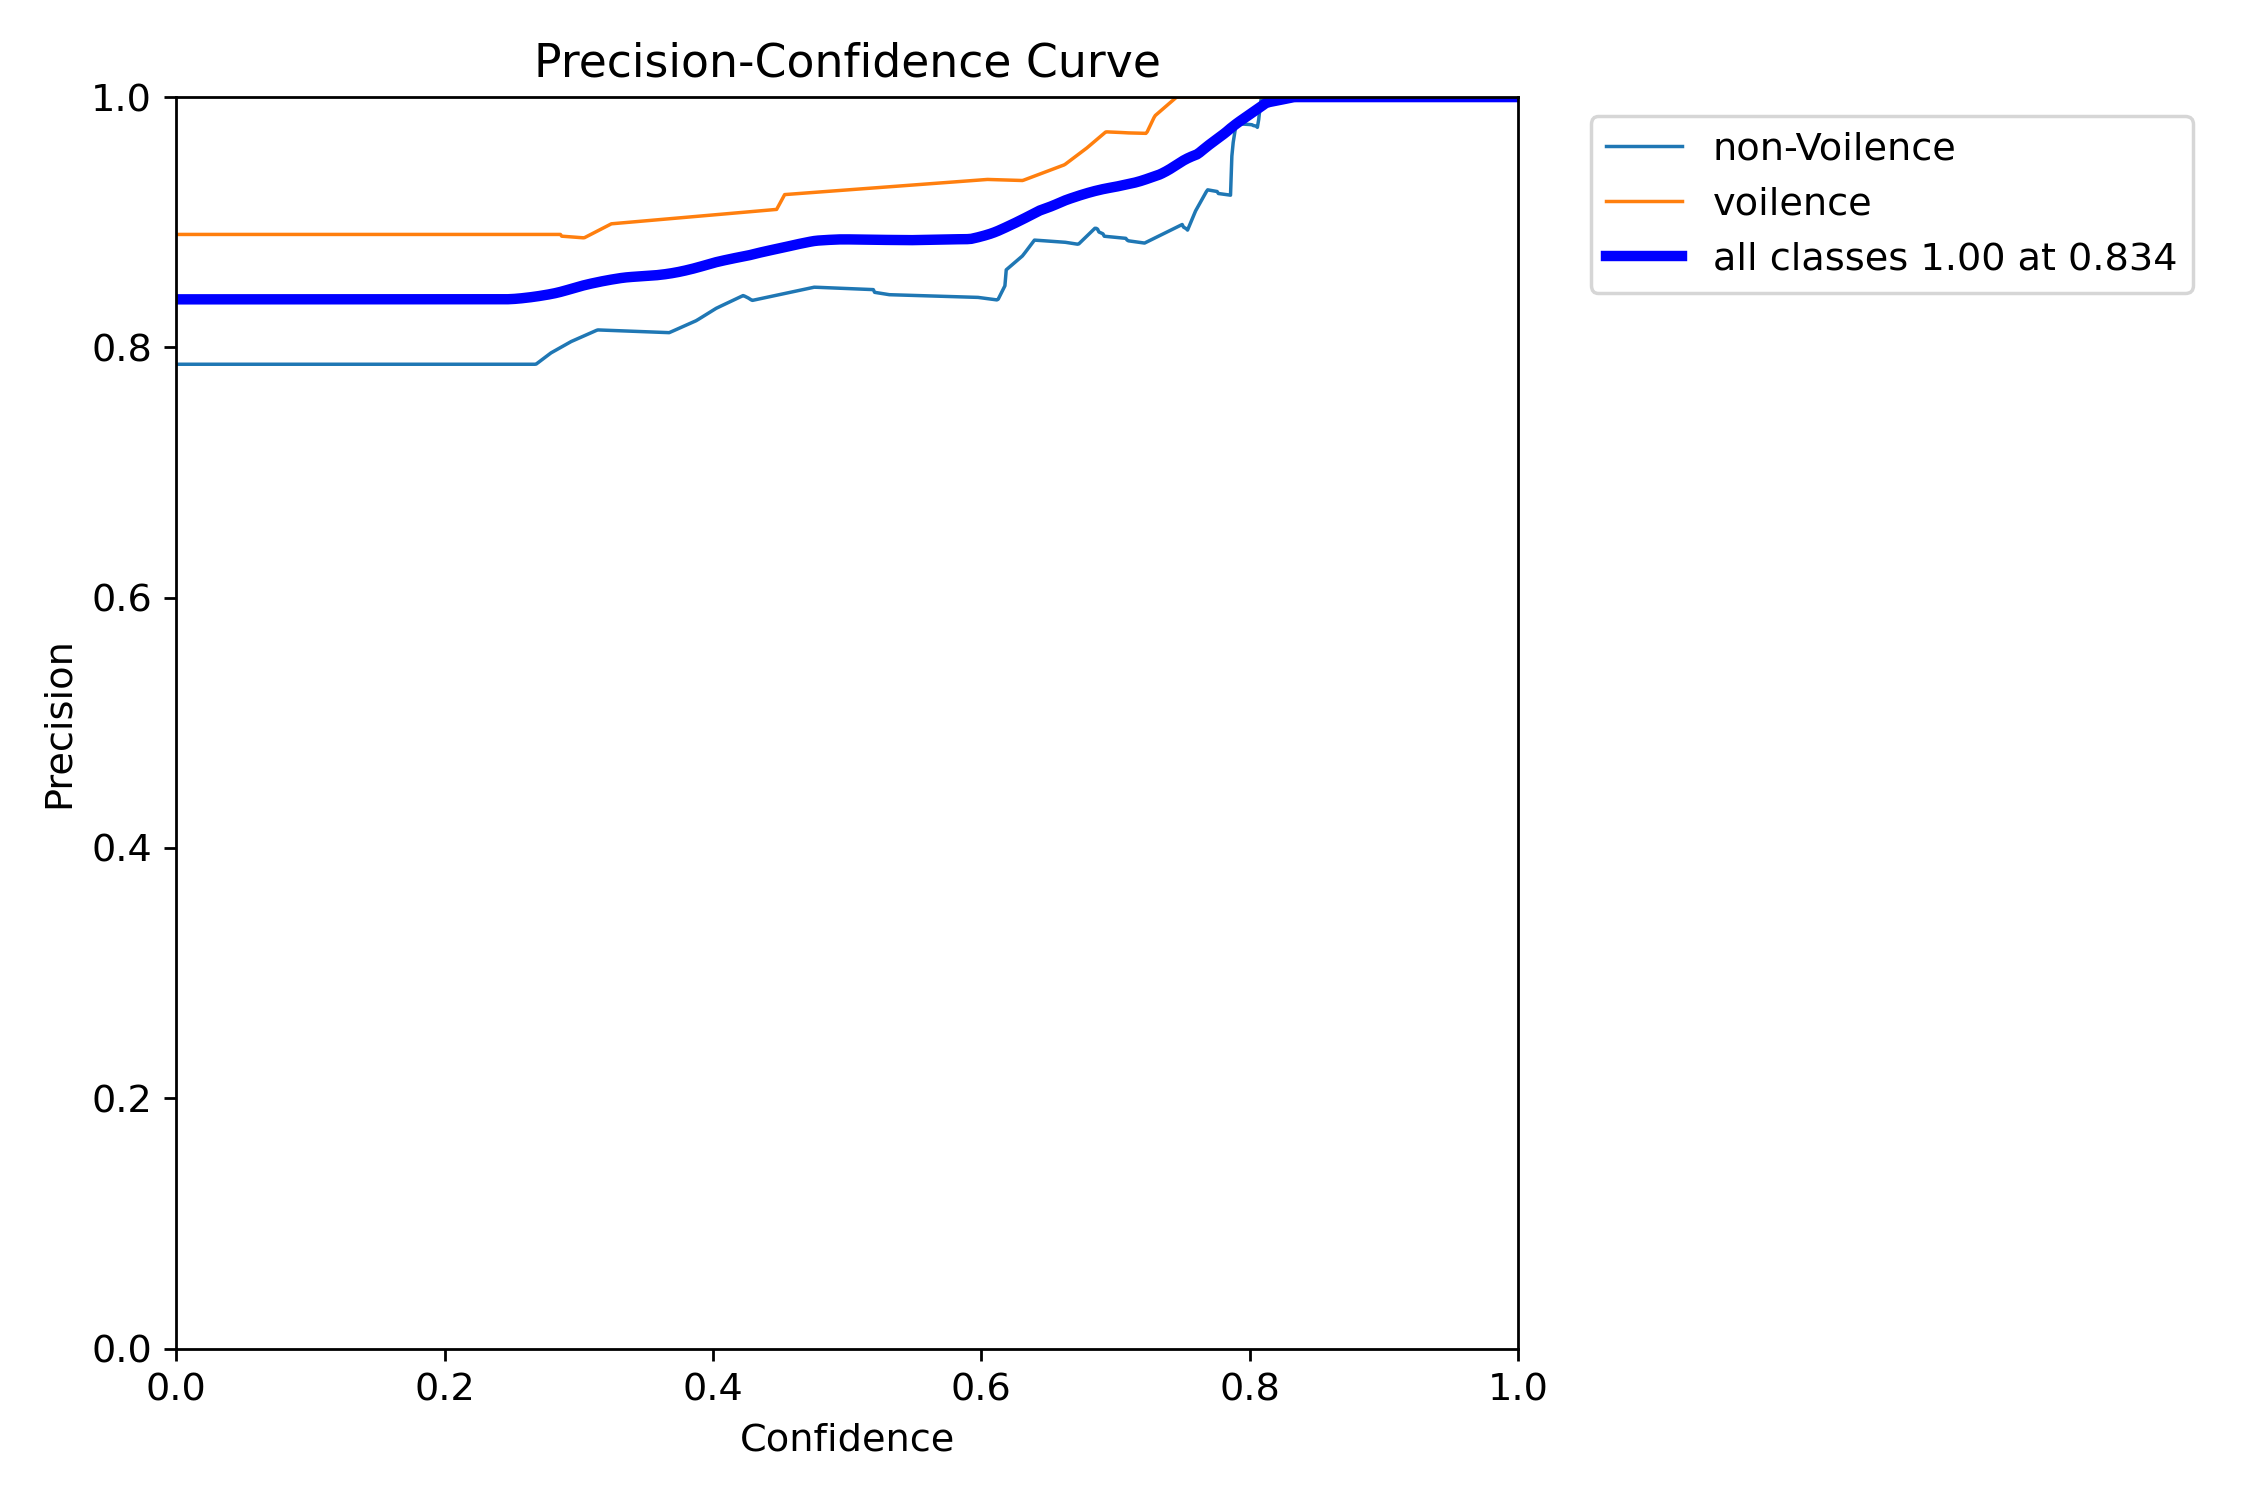 Precision-Confidence Curve
1.0
0.8
0.6
0.4
0.2
0.0
Precision
0.0 0.2 0.4 0.6 0.8 1.0
Confidence
non-Voilence
voilence
all classes 1.00 at 0.834